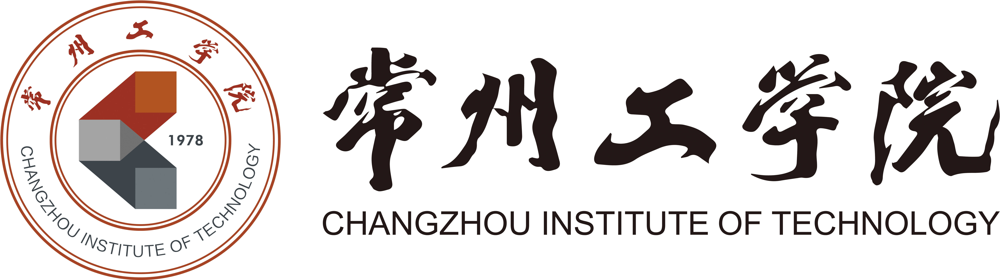 常州工学院
1978
CHANGZHOU INSTITUTE OF TECHNOLOGY
常州工学院
CHANGZHOU INSTITUTE OF TECHNOLOGY